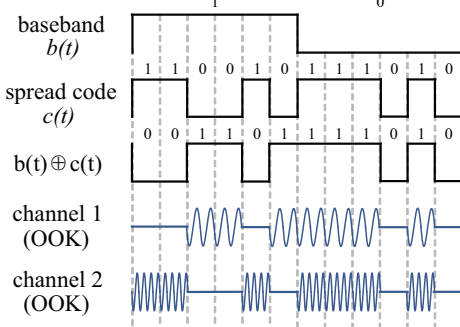 1 0
baseband
b(t)
1 1 0 0 1 0 1 1 1 0 1 0
spread code
c(t)
0 0 1 1 0 1 1 1 1 0 1 0
b(t)⊕c(t)
channel 1
(OOK)
channel 2
(OOK)